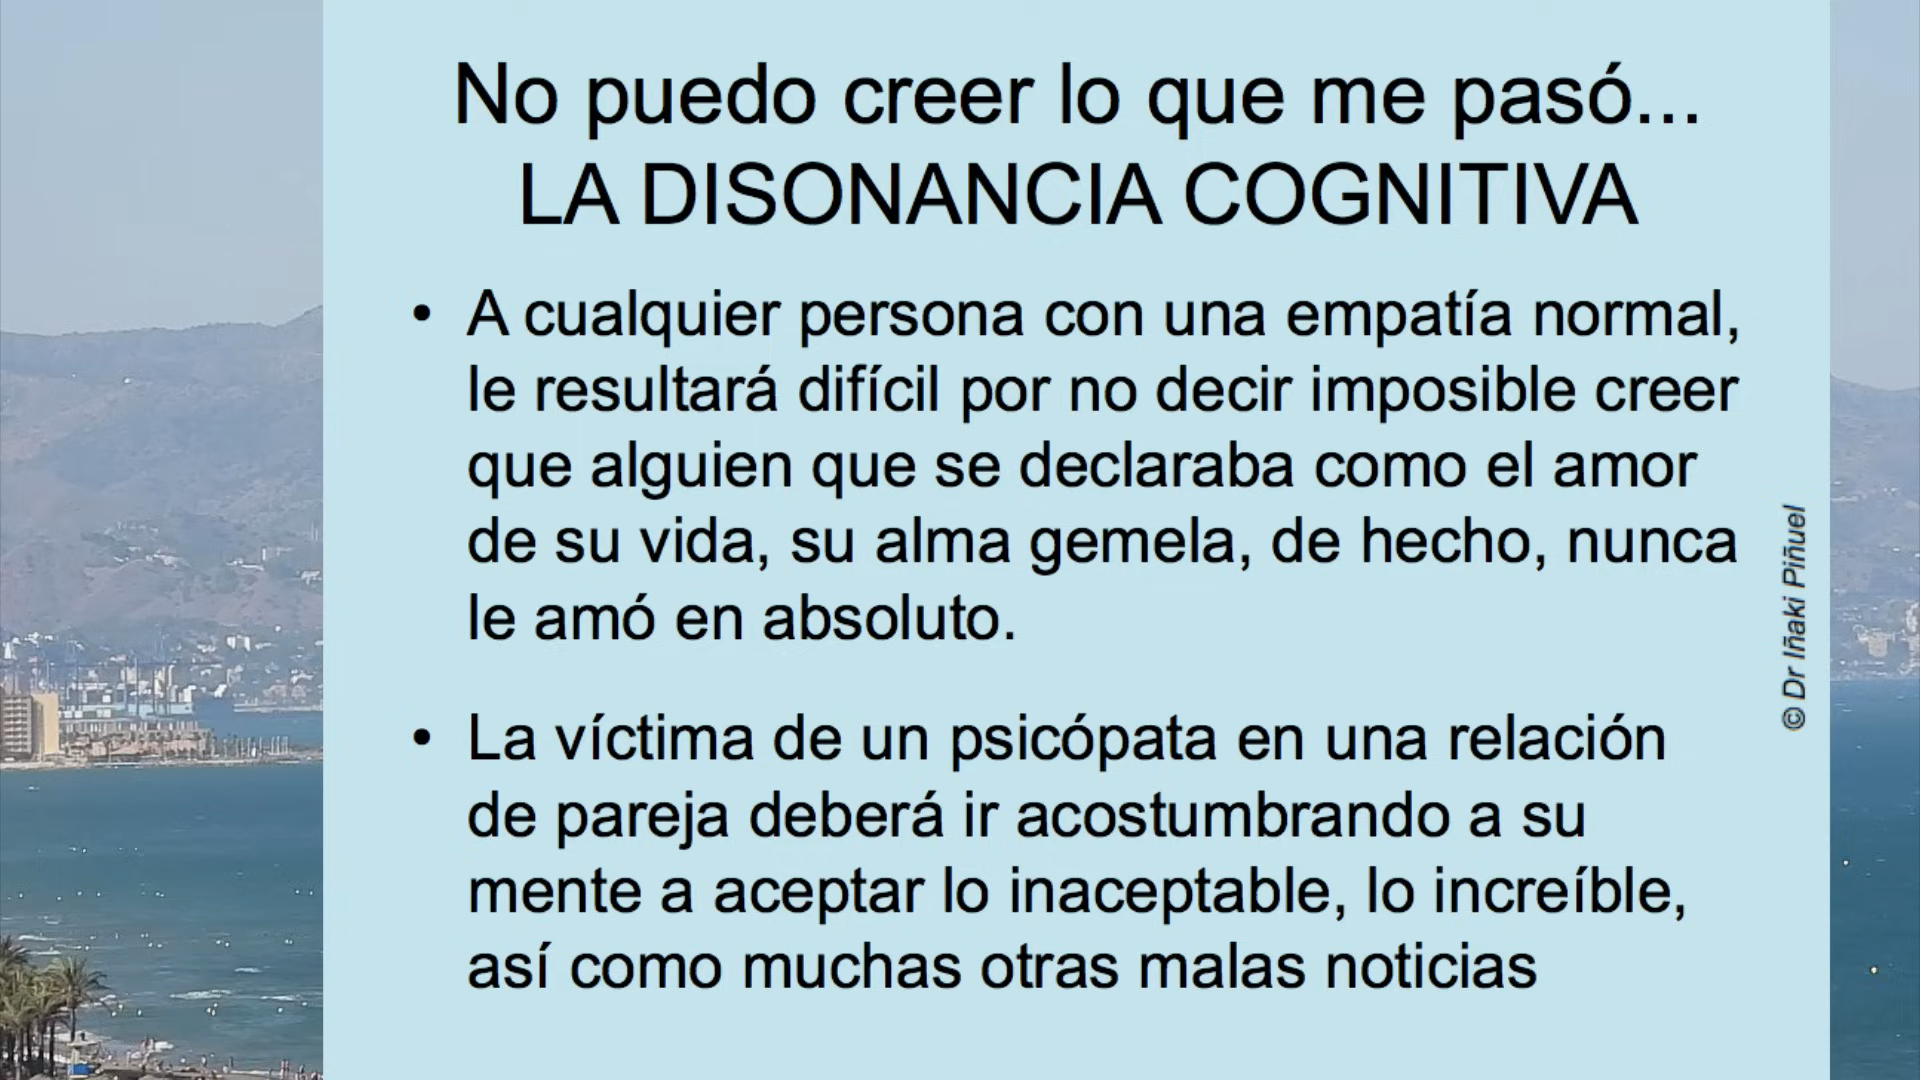 No puedo creer lo que me pasó...
LA DISONANCIA COGNITIVA
• A cualquier persona con una empatía normal,
le resultará difícil por no decir imposible creer
que alguien que se declaraba como el amor
de su vida, su alma gemela, de hecho, nunca
le amó en absoluto.
• La víctima de un psicópata en una relación
de pareja deberá ir acostumbrando a su
mente a aceptar lo inaceptable, lo increíble,
así como muchas otras malas noticias
© Dr Iñaki Piñuel